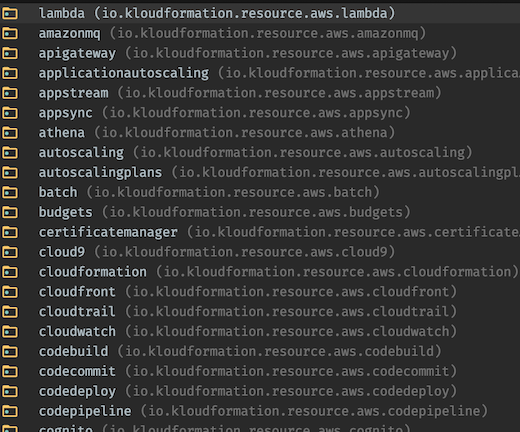 lambda (io.kloudformation.resource.aws.lambda)
amazonmq (io.kloudformation.resource.aws.amazonmq)
apigateway (io.kloudformation.resource.aws.apigateway)
applicationautoscaling (io.kloudformation.resource.aws.applica
appstream (io.kloudformation.resource.aws.appstream)
appsync (io.kloudformation.resource.aws.appsync)
athena (io.kloudformation.resource.aws.athena)
autoscaling (io.kloudformation.resource.aws.autoscaling)
autoscalingplans (io.kloudformation.resource.aws.autoscalingpl
batch (io.kloudformation.resource.aws.batch)
budgets (io.kloudformation.resource.aws.budgets)
certificatemanager (io.kloudformation.resource.aws.certificate
cloud9 (io.kloudformation.resource.aws.cloud9)
cloudformation (io.kloudformation.resource.aws.cloudformation)
cloudfront (io.kloudformation.resource.aws.cloudfront)
cloudtrail (io.kloudformation.resource.aws.cloudtrail)
cloudwatch (io.kloudformation.resource.aws.cloudwatch)
codebuild (io.kloudformation.resource.aws.codebuild)
codecommit (io.kloudformation.resource.aws.codecommit)
codedeploy (io.kloudformation.resource.aws.codedeploy)
codepipeline (io.kloudformation.resource.aws.codepipeline)
cognito (io.kloudformation.resource.aws.cognito)